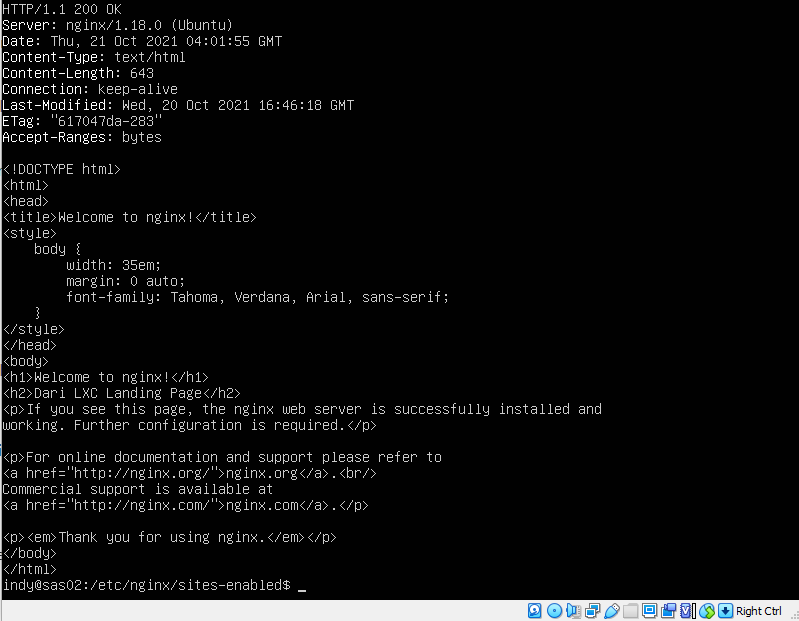 HTTP/1.1 200 OK
Server: nginx/1.18.0 (Ubuntu)
Date: Thu, 21 Oct 2021 04:01:55 GMT
Content-Type: text/html
Content-Length: 643
Connection: keep-alive
Last-Modified: Wed, 20 Oct 2021 16:46:18 GMT
ETag: "617047da-283"
Accept-Ranges: bytes

<!DOCTYPE html>
<html>
<head>
<title>Welcome to nginx!</title>
<style>
    body {
        width: 35em;
        margin: 0 auto;
        font-family: Tahoma, Verdana, Arial, sans-serif;
    }
</style>
</head>
<body>
<h1>Welcome to nginx!</h1>
<h2>Dari LXC Landing Page</h2>
<p>If you see this page, the nginx web server is successfully installed and
working. Further configuration is required.</p>

<p>For online documentation and support please refer to
<a href="http://nginx.org/">nginx.org</a>.<br/>
Commercial support is available at
<a href="http://nginx.com/">nginx.com</a>.</p>

<p><em>Thank you for using nginx.</em></p>
</body>
</html>
indy@sas02:/etc/nginx/sites-enabled$ _
Right Ctrl